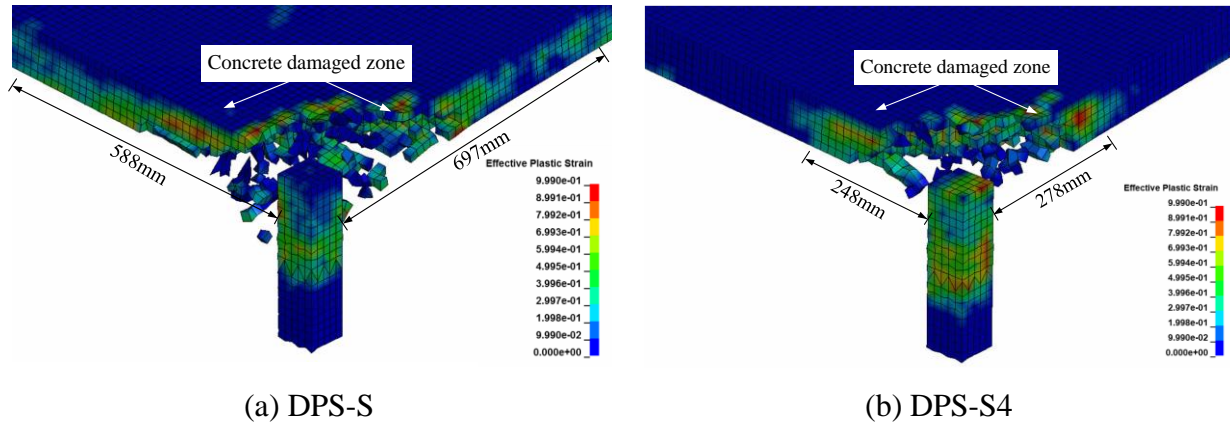 Concrete damaged zone
588mm
697mm
Effective Plastic Strain
9.990e-01
8.991e-01
7.992e-01
6.993e-01
5.994e-01
4.995e-01
3.996e-01
2.997e-01
1.998e-01
9.990e-02
0.000e+00
(a) DPS-S
Concrete damaged zone
248mm
278mm
Effective Plastic Strain
9.990e-01
8.991e-01
7.992e-01
6.993e-01
5.994e-01
4.995e-01
3.996e-01
2.997e-01
1.998e-01
9.990e-02
0.000e+00
(b) DPS-S4